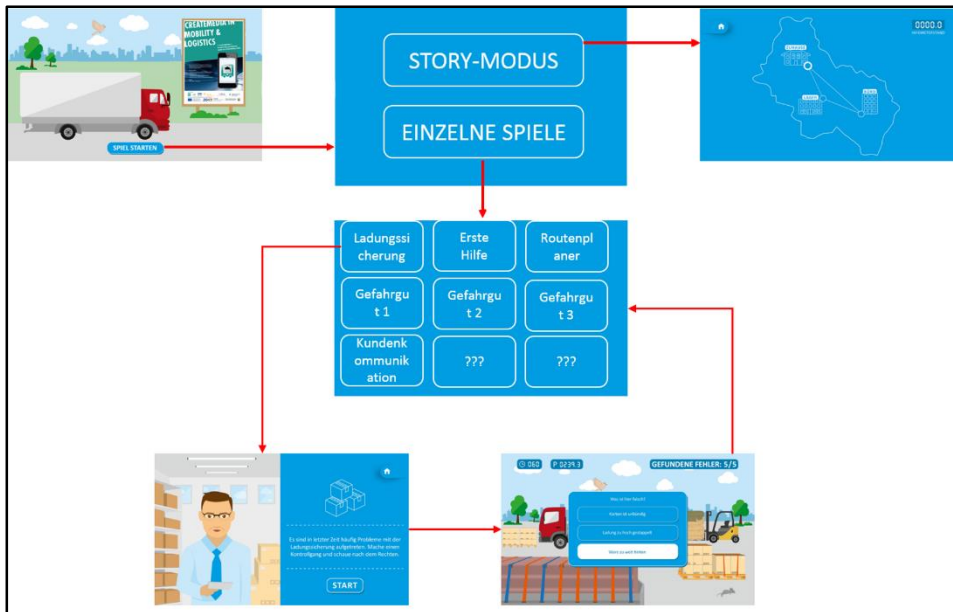 CREATEMEDIA IN
MOBILITY &
LOGISTICS
SPIEL STARTEN
STORY-MODUS
EINZELNE SPIELE
0000.0
Ladungssi
cherung
Erste
Hilfe
Routenpl
aner
Gefahrgu
t 1
Gefahrgu
t 2
Gefahrgu
t 3
Kundenk
ommunik
ation
???
???
Es sind in letzter Zeit häufig Probleme mit der
Ladungssicherung aufgetreten. Mache einen
Kontrollgang und schaue nach dem Rechten.
START
060
P 0239.3
GEFUNDENE FEHLER: 5/5
Was ist hier falsch?
Ladung zu hoch gestapelt